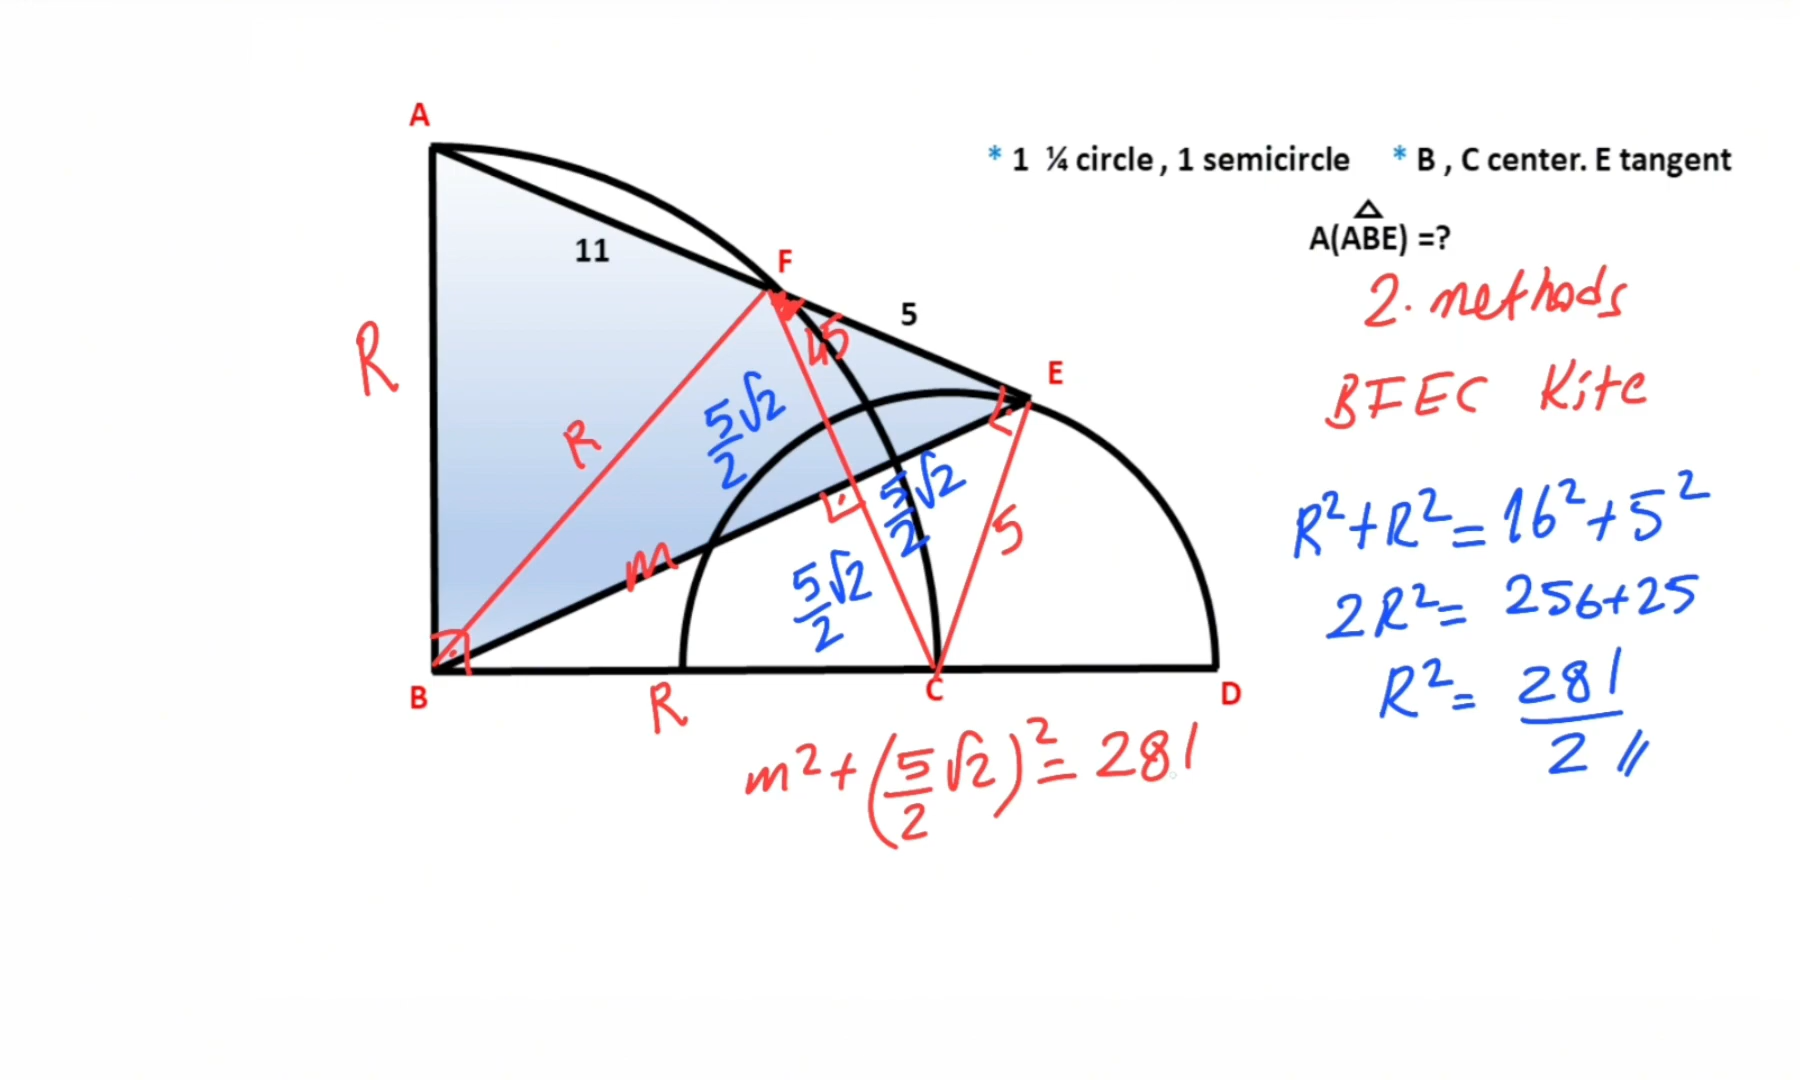 A
* 1 ¼ circle , 1 semicircle * B , C center. E tangent
A(ABE) =?
11
F
5
E
2. methods
BFEC Kite
R
R
45
5/2 √2
5/2 √2
5/2 √2
m
5
R²+R²=16²+5²
2R²= 256+25
R²= 281/2 //
B
R
C
D
m²+(5/2 √2)²= 281